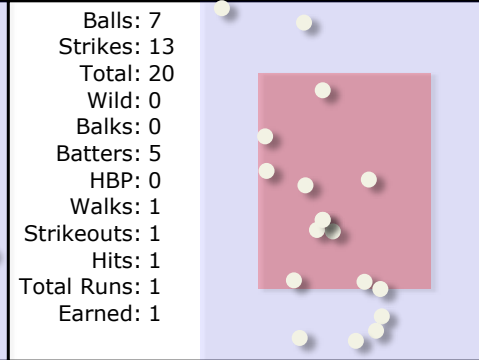 Balls: 7
Strikes: 13
Total: 20
Wild: 0
Balks: 0
Batters: 5
HBP: 0
Walks: 1
Strikeouts: 1
Hits: 1
Total Runs: 1
Earned: 1